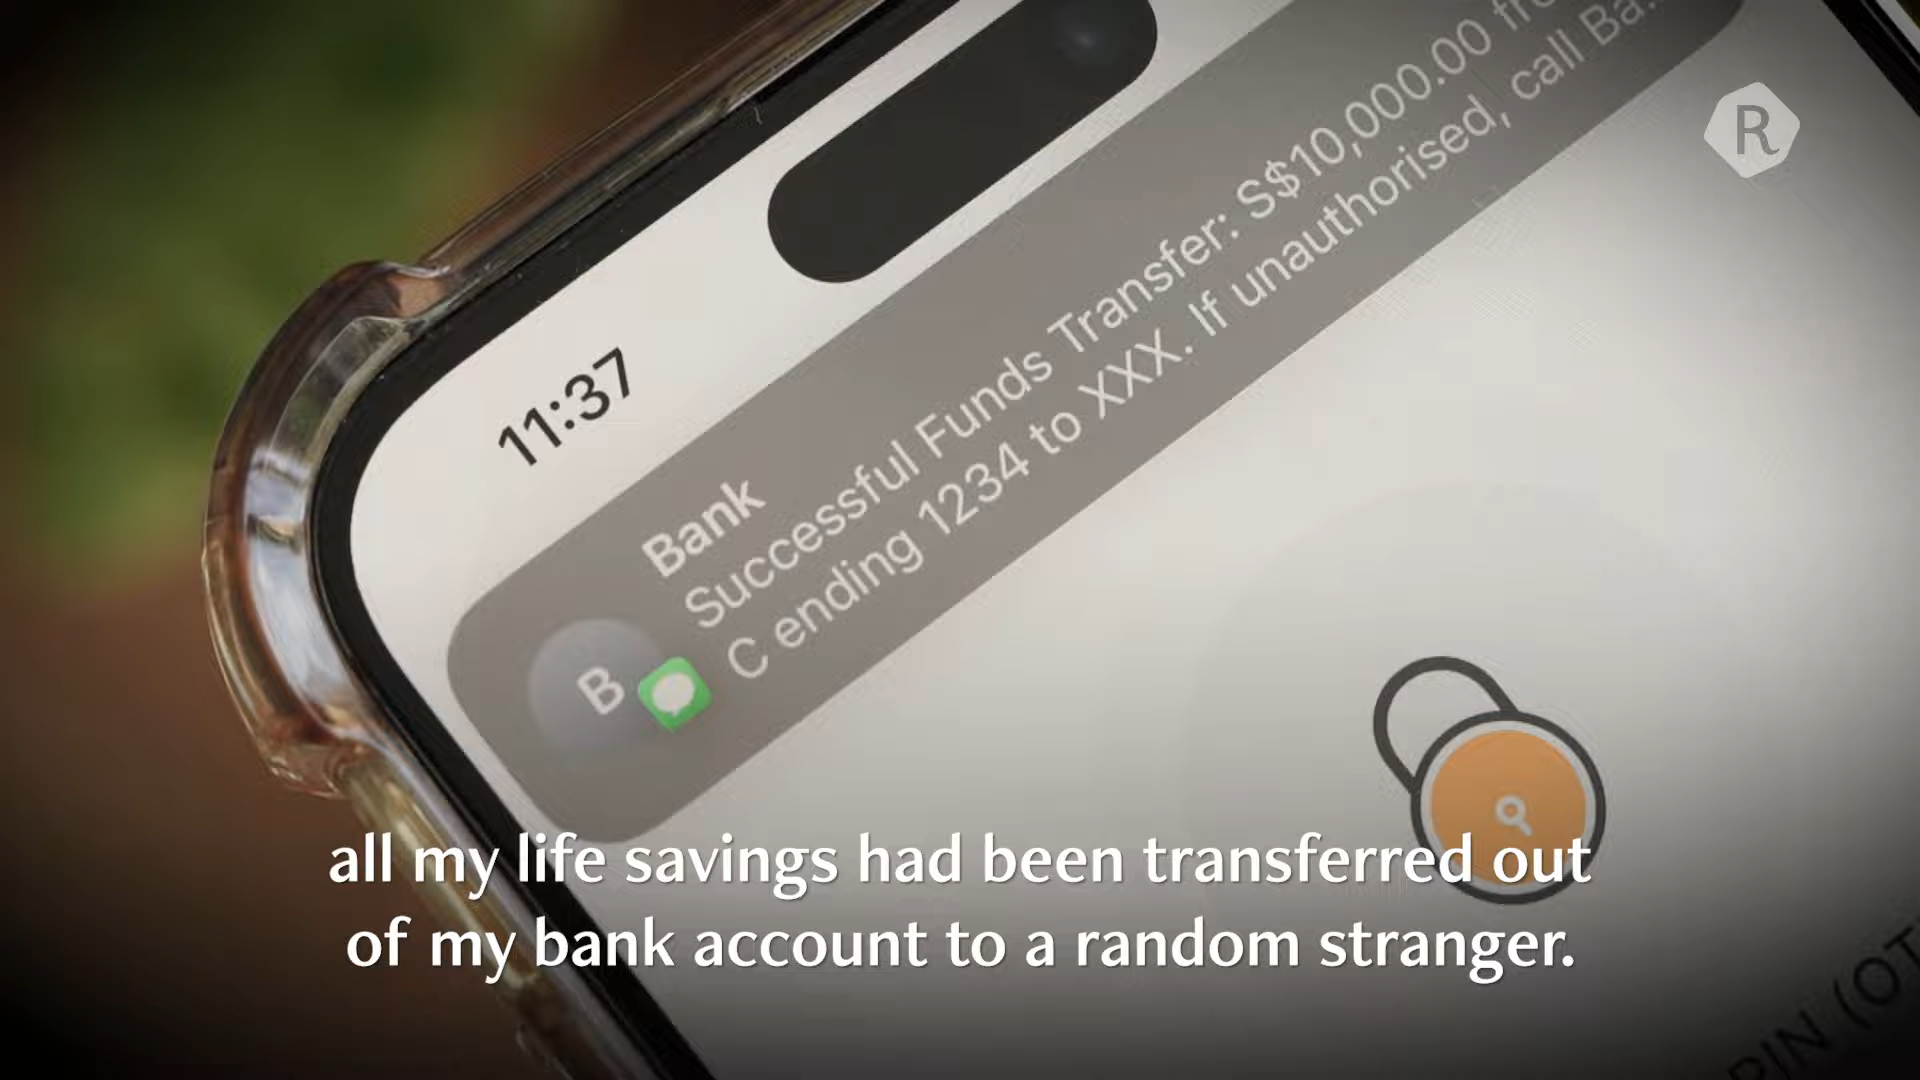 R
11:37
Bank
Successful Funds Transfer: S$10,000.00
C ending 1234 to XXX. If unauthorised, call
B
all my life savings had been transferred out
of my bank account to a random stranger.
PIN